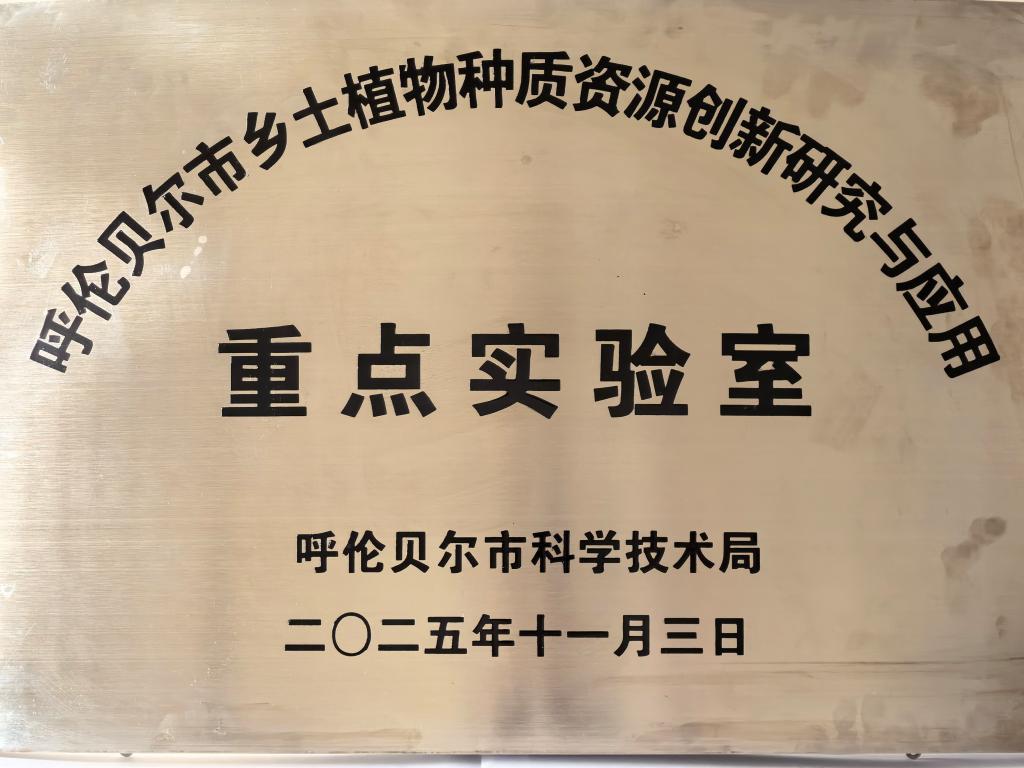 呼伦贝尔市乡土植物种质资源创新研究与应用
重点实验室
呼伦贝尔市科学技术局
二〇二五年十一月三日